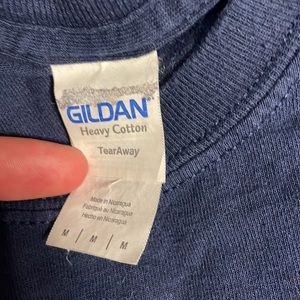 GILDAN®
Heavy Cotton
TearAway
Made in Nicaragua
Fabriqué au Nicaragua
Hecho en Nicaragua
M | M | M